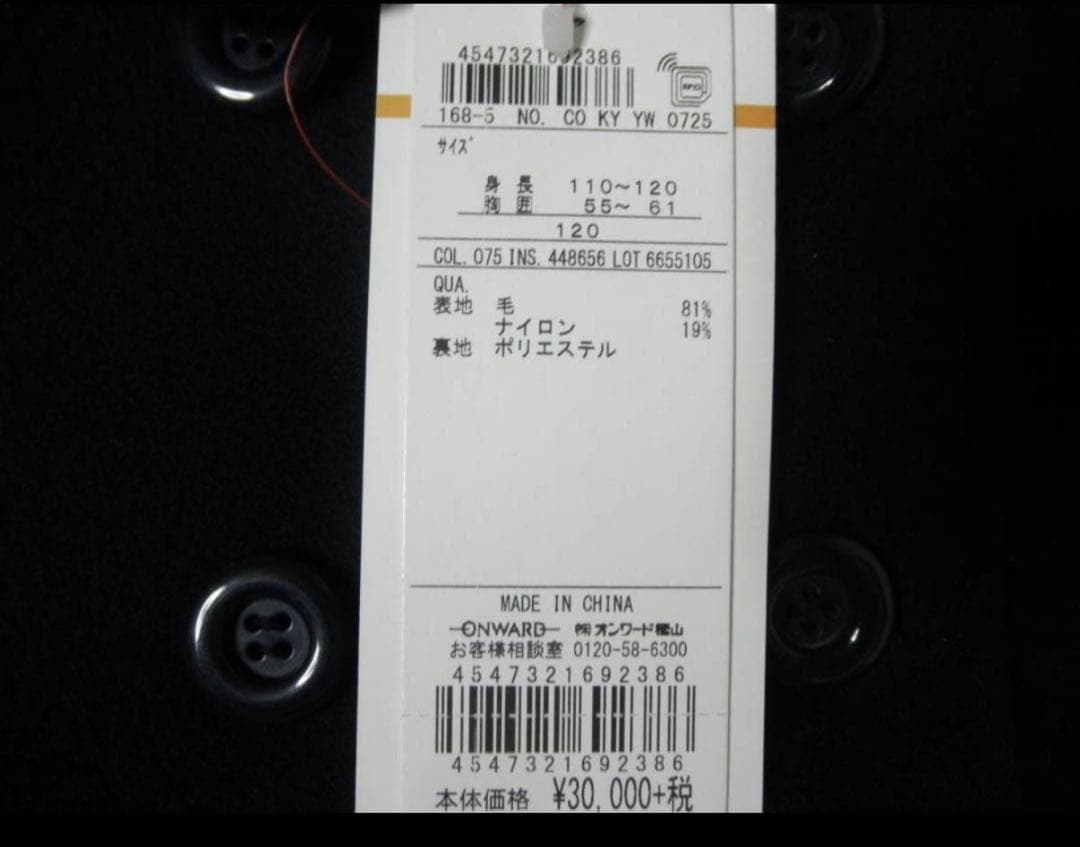 4547321692386
RFID
168-5 NO. CO KY YW 0725
サイズ
身 長 110～120
胸 囲 55～ 61
120
COL. 075 INS. 448656 LOT 6655105
QUA.
表地 毛 81%
ナイロン 19%
裏地 ポリエステル
MADE IN CHINA
ONWARD ㈱オンワード樫山
お客様相談室 0120-58-6300
4547321692386
4547321692386
本体価格 ¥30,000+税